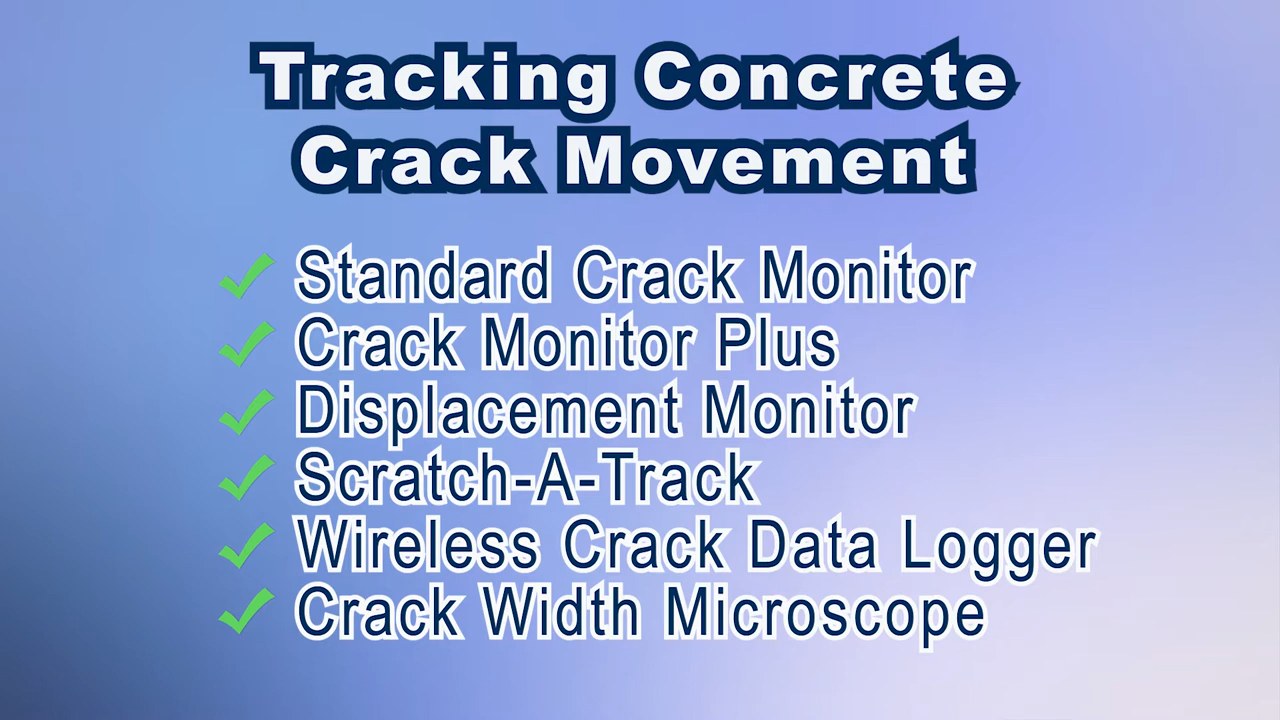 Tracking Concrete
Crack Movement
Standard Crack Monitor
Crack Monitor Plus
Displacement Monitor
Scratch-A-Track
Wireless Crack Data Logger
Crack Width Microscope